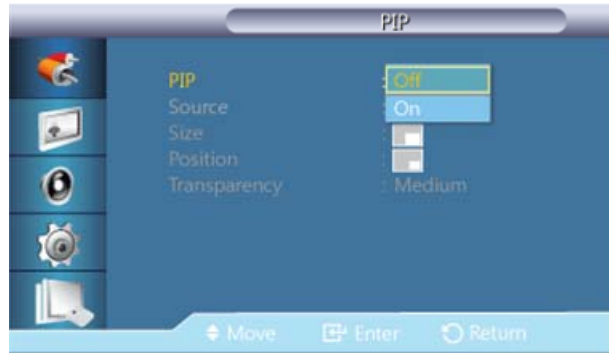 PIP
PIP : Off
Source On
Size :
Position :
Transparency : Medium
Move Enter Return